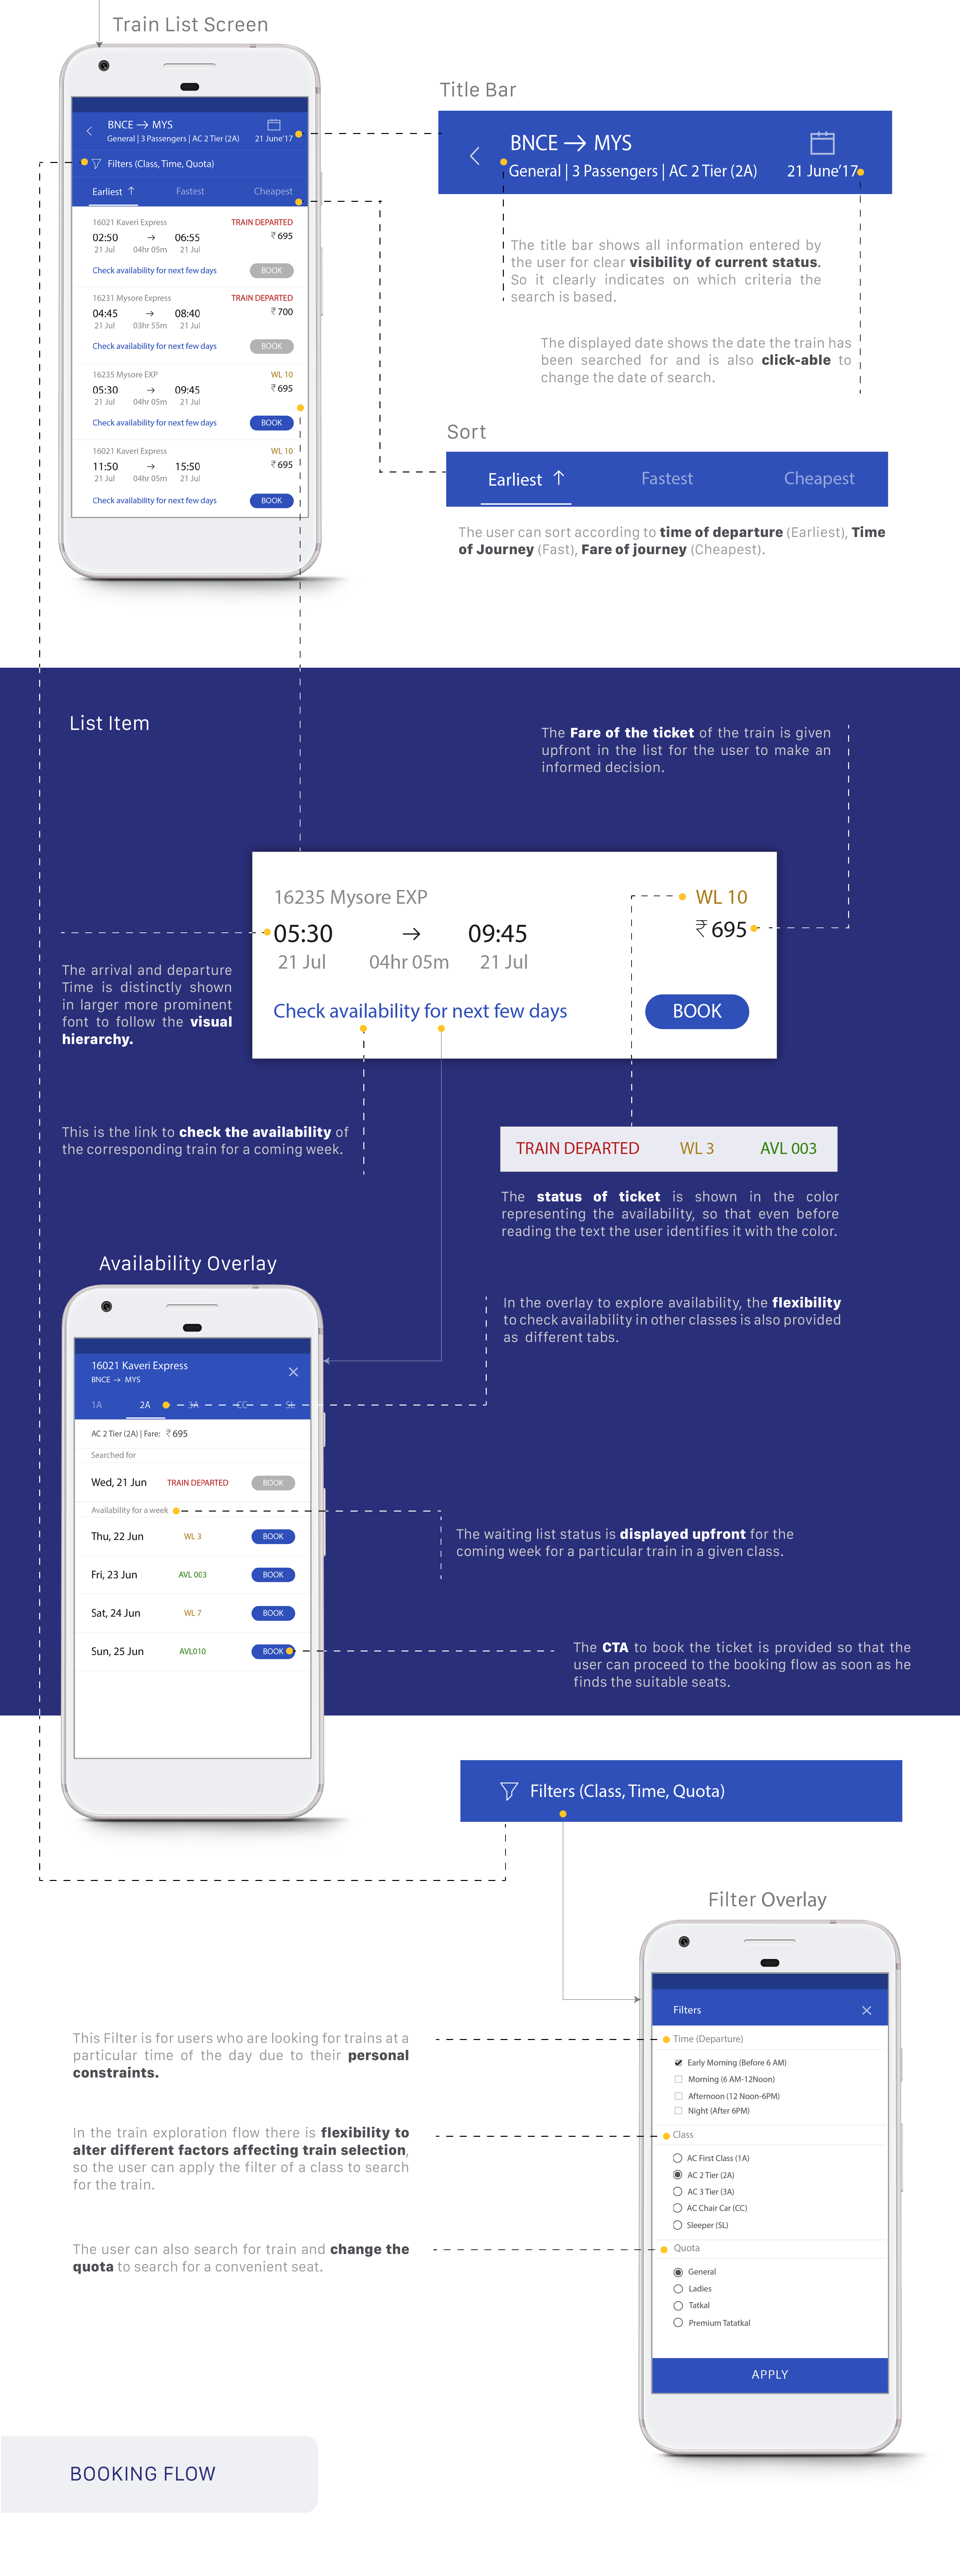 Train List Screen
BNCE → MYS
General | 3 Passengers | AC 2 Tier (2A)
21 June'17
Filters (Class, Time, Quota)
Earliest ↑
Fastest
Cheapest
16021 Kaveri Express
TRAIN DEPARTED
02:50 → 06:55
₹ 695
21 Jul 04hr 05m 21 Jul
Check availability for next few days
BOOK
16231 Mysore Express
TRAIN DEPARTED
04:45 → 08:40
₹ 700
21 Jul 03hr 55m 21 Jul
Check availability for next few days
BOOK
16235 Mysore EXP
WL 10
05:30 → 09:45
₹ 695
21 Jul 04hr 05m 21 Jul
Check availability for next few days
BOOK
16021 Kaveri Express
WL 10
11:50 → 15:50
₹ 695
21 Jul 04hr 05m 21 Jul
Check availability for next few days
BOOK
Title Bar
BNCE → MYS
General | 3 Passengers | AC 2 Tier (2A)
21 June'17
The title bar shows all information entered by
the user for clear visibility of current status.
So it clearly indicates on which criteria the
search is based.
The displayed date shows the date the train has
been searched for and is also click-able to
change the date of search.
Sort
Earliest ↑
Fastest
Cheapest
The user can sort according to time of departure (Earliest), Time
of Journey (Fast), Fare of journey (Cheapest).
List Item
The Fare of the ticket of the train is given
upfront in the list for the user to make an
informed decision.
16235 Mysore EXP
WL 10
05:30 → 09:45
₹ 695
21 Jul 04hr 05m 21 Jul
Check availability for next few days
BOOK
The arrival and departure
Time is distinctly shown
in larger more prominent
font to follow the visual
hierarchy.
This is the link to check the availability of
the corresponding train for a coming week.
TRAIN DEPARTED
WL 3
AVL 003
The status of ticket is shown in the color
representing the availability, so that even before
reading the text the user identifies it with the color.
Availability Overlay
16021 Kaveri Express
BNCE → MYS
1A 2A 3A CC SL
AC 2 Tier (2A) | Fare: ₹ 695
Searched for
Wed, 21 Jun TRAIN DEPARTED BOOK
Availability for a week
Thu, 22 Jun WL 3 BOOK
Fri, 23 Jun AVL 003 BOOK
Sat, 24 Jun WL 7 BOOK
Sun, 25 Jun AVL010 BOOK
In the overlay to explore availability, the flexibility
to check availability in other classes is also provided
as different tabs.
The waiting list status is displayed upfront for the
coming week for a particular train in a given class.
The CTA to book the ticket is provided so that the
user can proceed to the booking flow as soon as he
finds the suitable seats.
Filters (Class, Time, Quota)
Filter Overlay
Filters
Time (Departure)
Early Morning (Before 6 AM)
Morning (6 AM-12Noon)
Afternoon (12 Noon-6PM)
Night (After 6PM)
Class
AC First Class (1A)
AC 2 Tier (2A)
AC 3 Tier (3A)
AC Chair Car (CC)
Sleeper (SL)
Quota
General
Ladies
Tatkal
Premium Tatatkal
APPLY
This Filter is for users who are looking for trains at a
particular time of the day due to their personal
constraints.
In the train exploration flow there is flexibility to
alter different factors affecting train selection,
so the user can apply the filter of a class to search
for the train.
The user can also search for train and change the
quota to search for a convenient seat.
BOOKING FLOW